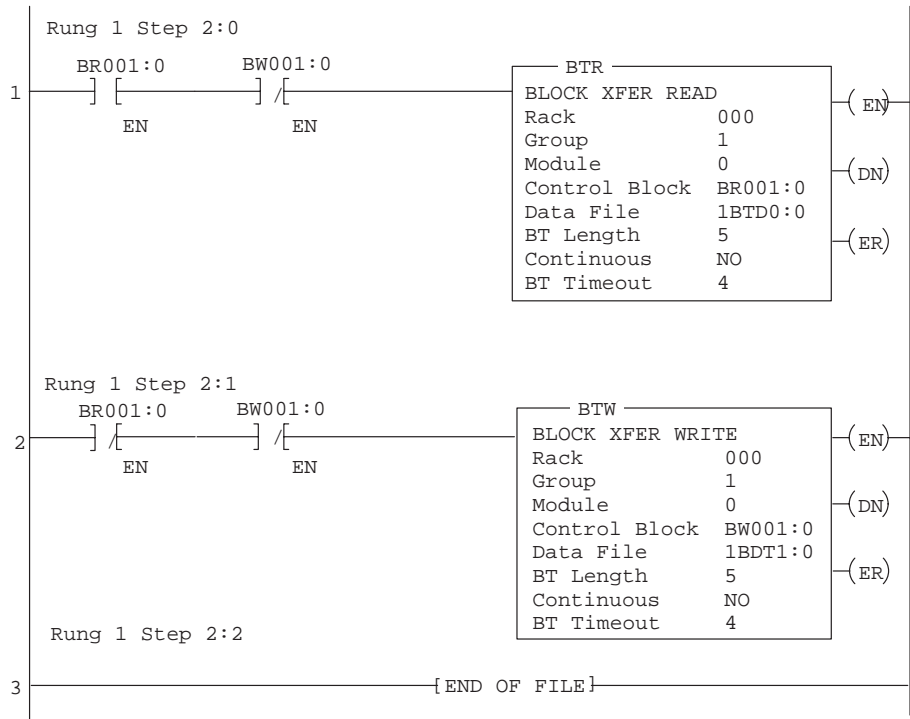 Rung 1 Step 2:0
BR001:0 BW001:0
EN EN
1
BTR
BLOCK XFER READ
Rack 000
Group 1
Module 0
Control Block BR001:0
Data File 1BTD0:0
BT Length 5
Continuous NO
BT Timeout 4
EN
DN
ER
Rung 1 Step 2:1
BR001:0 BW001:0
EN EN
2
BTW
BLOCK XFER WRITE
Rack 000
Group 1
Module 0
Control Block BW001:0
Data File 1BDT1:0
BT Length 5
Continuous NO
BT Timeout 4
EN
DN
ER
Rung 1 Step 2:2
3
[END OF FILE]